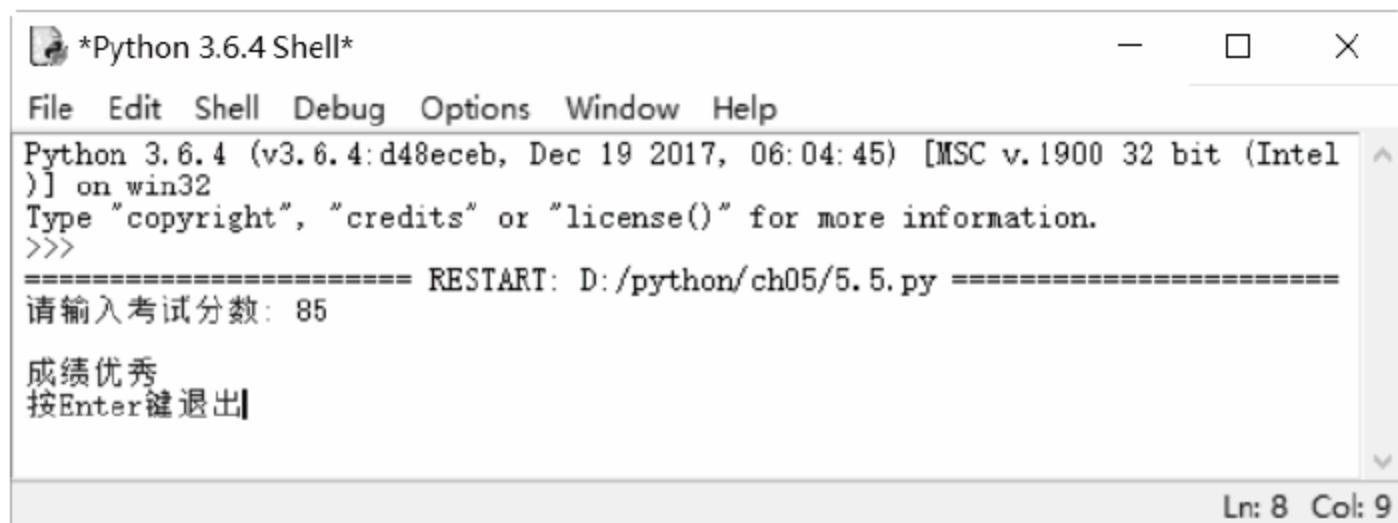 *Python 3.6.4 Shell*
File Edit Shell Debug Options Window Help
Python 3.6.4 (v3.6.4:d48eceb, Dec 19 2017, 06:04:45) [MSC v.1900 32 bit (Intel
)] on win32
Type "copyright", "credits" or "license()" for more information.
>>>
======================= RESTART: D:/python/ch05/5.5.py =======================
请输入考试分数: 85
成绩优秀
按Enter键退出
Ln: 8 Col: 9